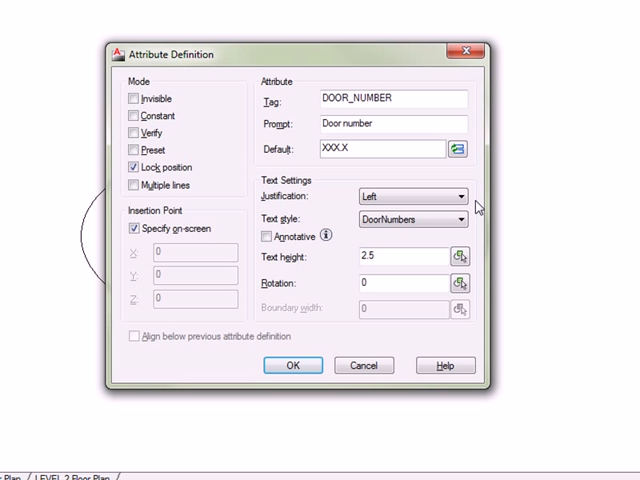 Attribute Definition
Mode
Invisible
Constant
Verify
Preset
Lock position
Multiple lines
Insertion Point
Specify on-screen
X: 0
Y: 0
Z: 0
Attribute
Tag: DOOR_NUMBER
Prompt: Door number
Default: XXX.X
Text Settings
Justification: Left
Text style: DoorNumbers
Annotative
Text height: 2.5
Rotation: 0
Boundary width: 0
Align below previous attribute definition
OK Cancel Help
Plan / LEVEL 2 Floor Plan /